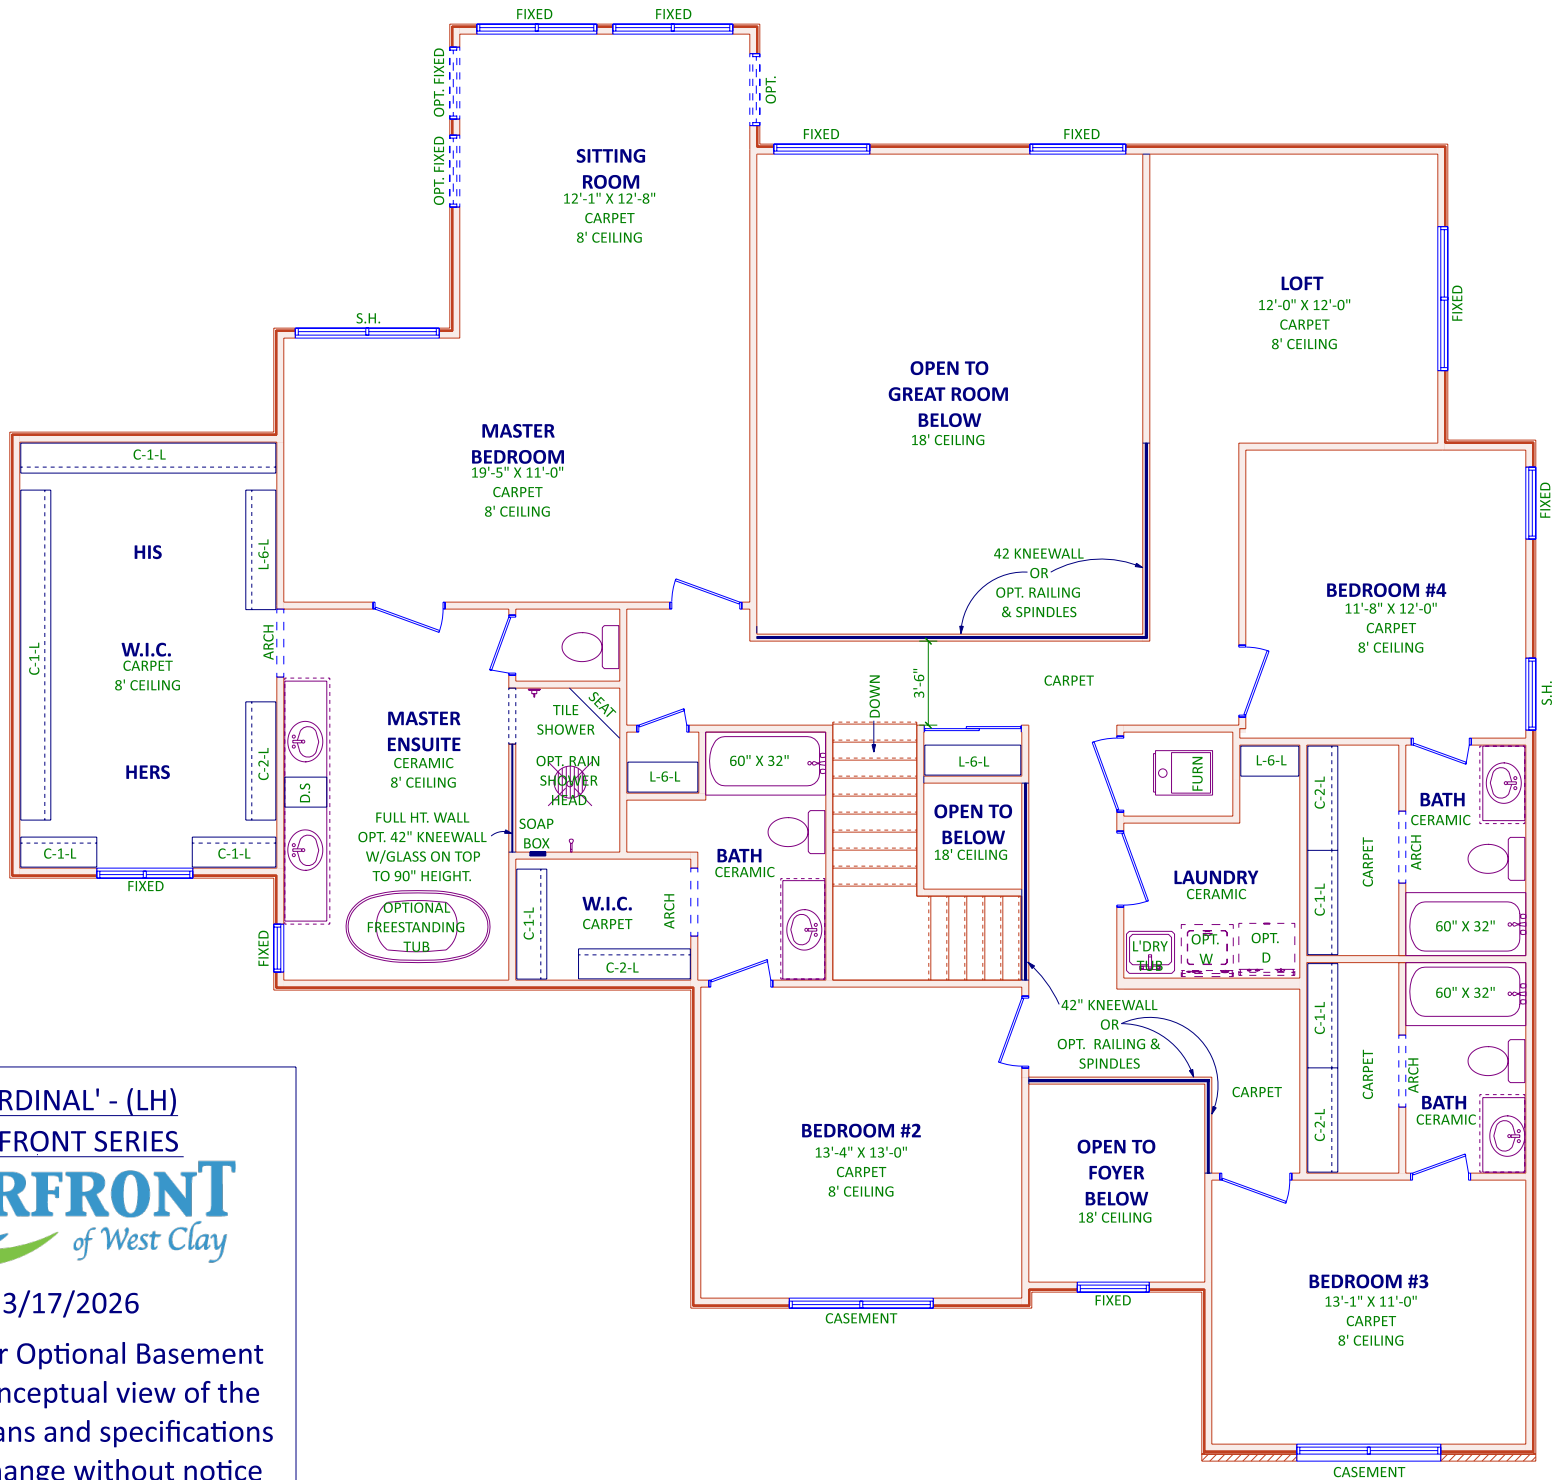 FIXED
FIXED
OPT. FIXED
OPT. FIXED
OPT.
SITTING
ROOM
12'-1" X 12'-8"
CARPET
8' CEILING
FIXED
FIXED
LOFT
12'-0" X 12'-0"
CARPET
8' CEILING
FIXED
S.H.
OPEN TO
GREAT ROOM
BELOW
18' CEILING
MASTER
BEDROOM
19'-5" X 11'-0"
CARPET
8' CEILING
C-1-L
HIS
L-6-L
C-1-L
ARCH
W.I.C.
CARPET
8' CEILING
HERS
C-2-L
C-1-L
C-1-L
FIXED
FIXED
42 KNEEWALL
OR
OPT. RAILING
& SPINDLES
FIXED
BEDROOM #4
11'-8" X 12'-0"
CARPET
8' CEILING
S.H.
3'-6"
CARPET
DOWN
MASTER
ENSUITE
CERAMIC
8' CEILING
D.S
FULL HT. WALL
OPT. 42" KNEEWALL
W/GLASS ON TOP
TO 90" HEIGHT.
OPTIONAL
FREESTANDING
TUB
SEAT
TILE
SHOWER
OPT. RAIN
SHOWER
HEAD
SOAP
BOX
L-6-L
60" X 32"
BATH
CERAMIC
W.I.C.
CARPET
ARCH
C-1-L
C-2-L
L-6-L
OPEN TO
BELOW
18' CEILING
FURN
L-6-L
LAUNDRY
CERAMIC
L'DRY
TUB
OPT.
W
OPT.
D
C-2-L
C-1-L
CARPET
ARCH
BATH
CERAMIC
60" X 32"
60" X 32"
C-1-L
C-2-L
CARPET
ARCH
BATH
CERAMIC
42" KNEEWALL
OR
OPT. RAILING &
SPINDLES
CARPET
BEDROOM #2
13'-4" X 13'-0"
CARPET
8' CEILING
CASEMENT
OPEN TO
FOYER
BELOW
18' CEILING
FIXED
BEDROOM #3
13'-1" X 11'-0"
CARPET
8' CEILING
CASEMENT
RDINAL' - (LH)
FRONT SERIES
RFRONT
of West Clay
3/17/2026
r Optional Basement
nceptual view of the
ans and specifications
ange without notice